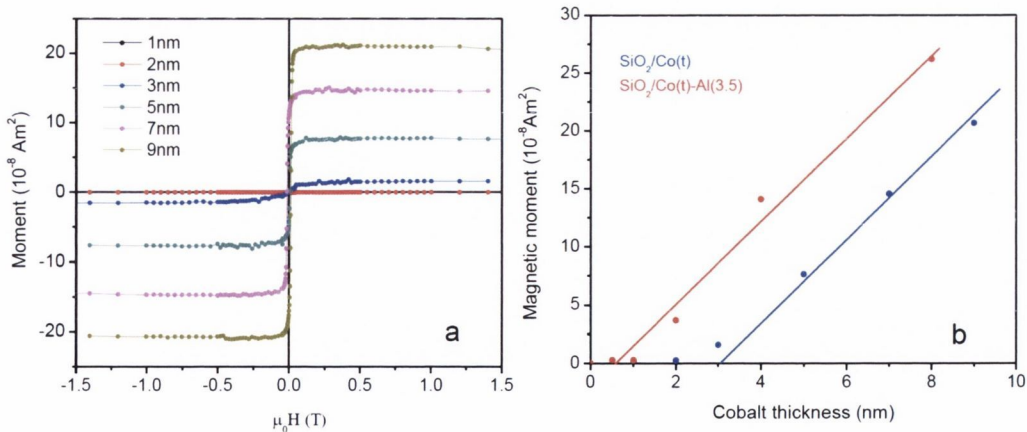 1nm
2nm
3nm
5nm
7nm
9nm
Moment (10⁻⁸ Am²)
20
10
0
-10
-20
-1.5 -1.0 -0.5 0.0 0.5 1.0 1.5
μ₀H (T)
a
SiO₂/Co(t)
SiO₂/Co(t)-Al(3.5)
Magnetic moment (10⁻⁸Am²)
30
25
20
15
10
5
0
0 2 4 6 8 10
Cobalt thickness (nm)
b